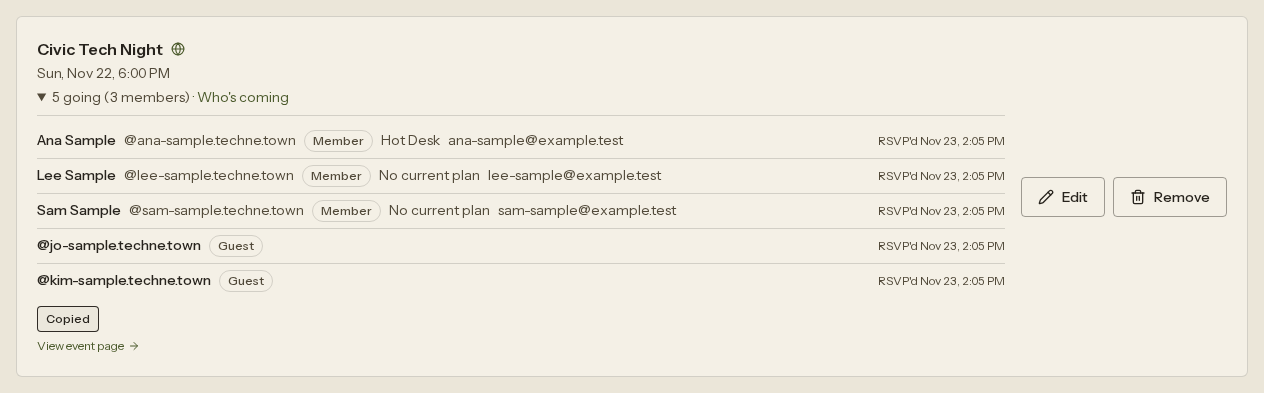 Civic Tech Night
Sun, Nov 22, 6:00 PM
▼ 5 going (3 members) · Who's coming
Ana Sample @ana-sample.techne.town Member Hot Desk ana-sample@example.test RSVP'd Nov 23, 2:05 PM
Lee Sample @lee-sample.techne.town Member No current plan lee-sample@example.test RSVP'd Nov 23, 2:05 PM
Sam Sample @sam-sample.techne.town Member No current plan sam-sample@example.test RSVP'd Nov 23, 2:05 PM
@jo-sample.techne.town Guest RSVP'd Nov 23, 2:05 PM
@kim-sample.techne.town Guest RSVP'd Nov 23, 2:05 PM
Copied
View event page →
Edit Remove